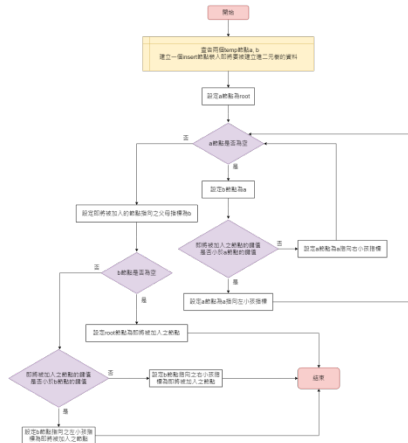 開始
宣告兩個temp節點a, b
建立一個insert節點嵌入即將要被建立進二元樹的資料
設定a節點為root
否
a節點是否為空
是
設定b節點為a
設定即將被加入的節點指向之父母指標為b
即將被加入之節點的鍵值
是否小於a節點的鍵值
否
設定a節點為a指向右小孩指標
b節點是否為空
否
是
是
設定a節點為a指向左小孩指標
設定root節點為即將被加入之節點
即將被加入之節點的鍵值
是否小於b節點的鍵值
否
設定b節點指向之右小孩指
標為即將被加入之節點
結束
是
設定b節點指向之左小孩指
標為即將被加入之節點